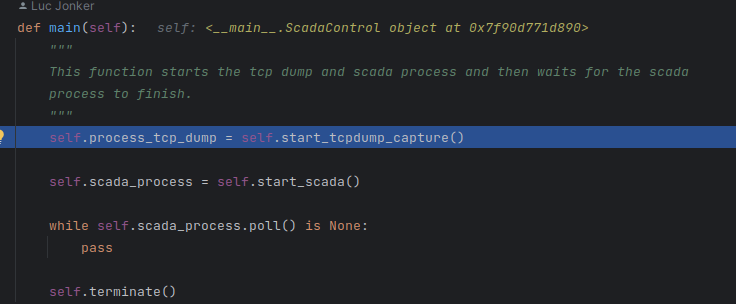 Luc Jonker
def main(self):   self: <__main__.ScadaControl object at 0x7f90d771d890>
"""
This function starts the tcp dump and scada process and then waits for the scada
process to finish.
"""
self.process_tcp_dump = self.start_tcpdump_capture()
self.scada_process = self.start_scada()
while self.scada_process.poll() is None:
pass
self.terminate()